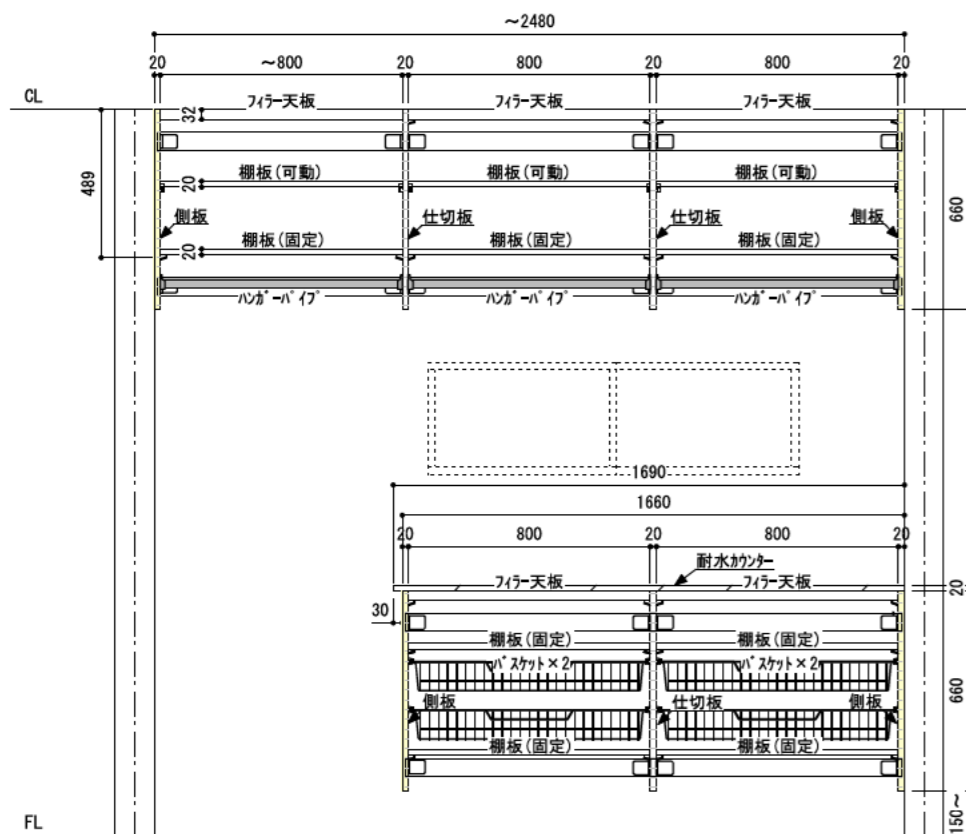 ～2480
20 ～800 20 800 20 800 20
CL
フィラー天板 フィラー天板 フィラー天板
32
489
棚板(可動) 棚板(可動) 棚板(可動)
20
660
側板 仕切板 仕切板 側板
棚板(固定) 棚板(固定) 棚板(固定)
20
ハンガーパイプ ハンガーパイプ ハンガーパイプ
1690
1660
20 800 20 800 20
耐水カウンター
フィラー天板 フィラー天板
20
30
棚板(固定) 棚板(固定)
バスケット×2 バスケット×2
660
側板 仕切板 側板
棚板(固定) 棚板(固定)
150～
FL